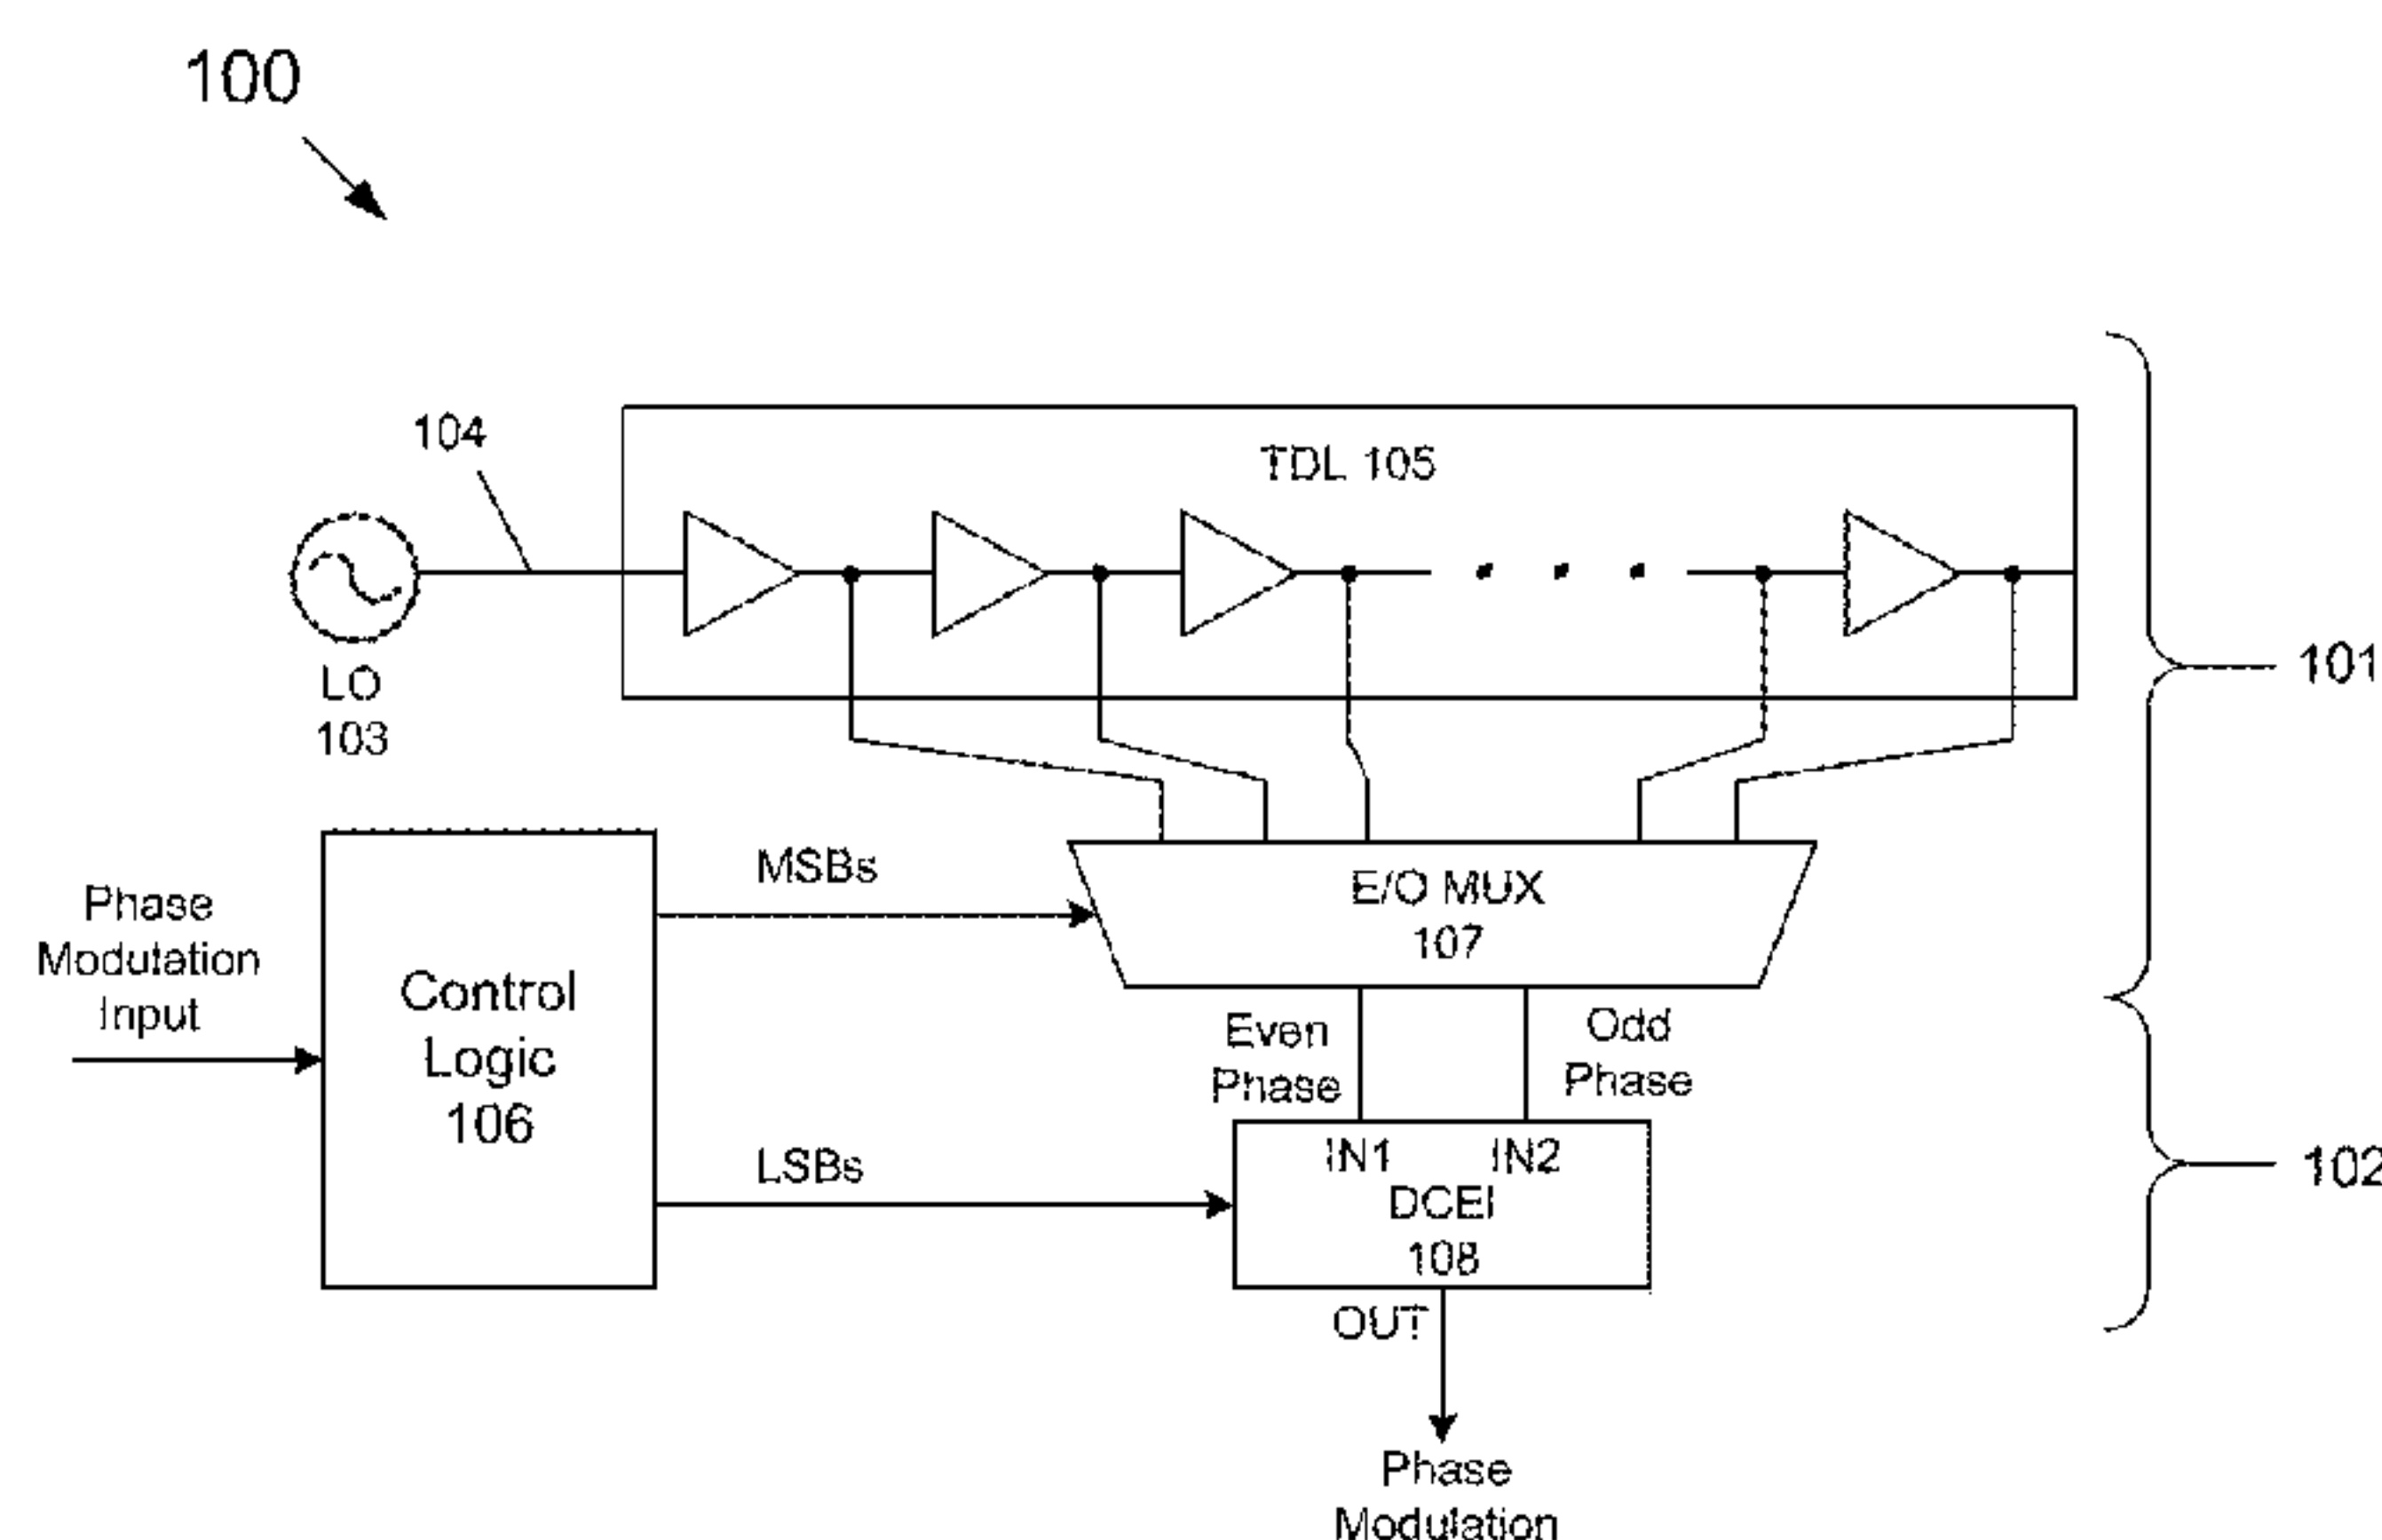 100
TDL 105
104
LO
103
101
MSBs
E/O MUX
107
Phase
Modulation
Input
Control
Logic
106
Even
Phase
Odd
Phase
LSBs
IN1 IN2
DCEI
108
102
OUT
Phase
Modulation